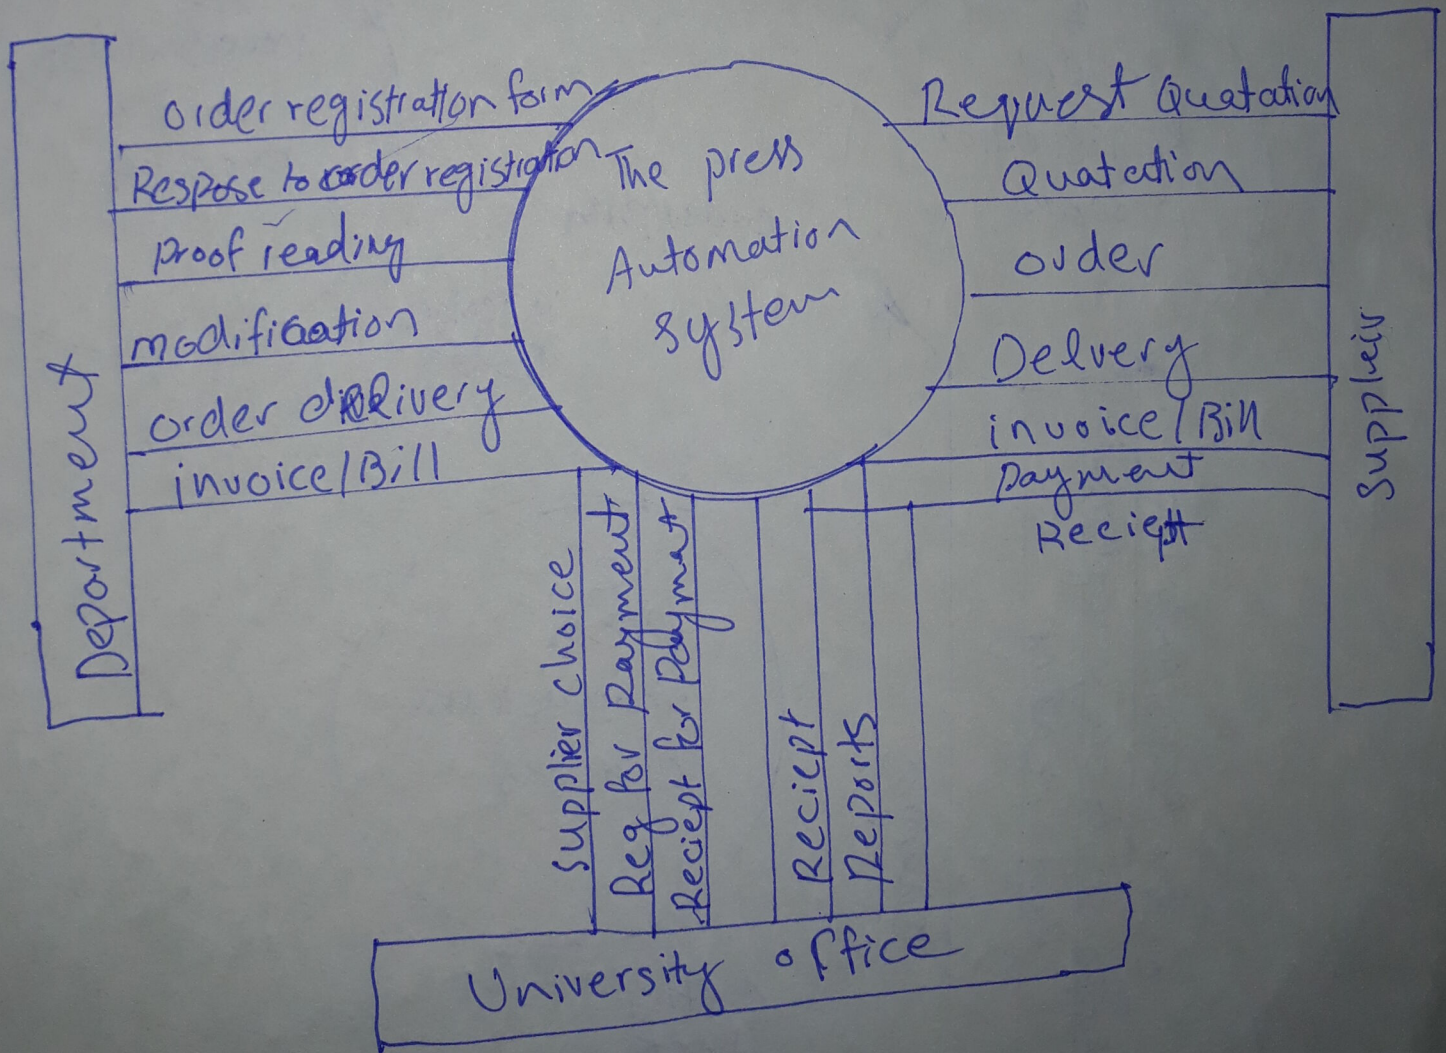 Department
order registration form
Respose to order registration
Proof reading
modification
order delivery
invoice/Bill
The press
Automation
system
Request Quatation
Quatation
order
Delvery
invoice/Bill
Payment
Reciept
Supplier
Supplier choice
Req for Payment
Reciept for Paymet
Reciept
Reports
University office